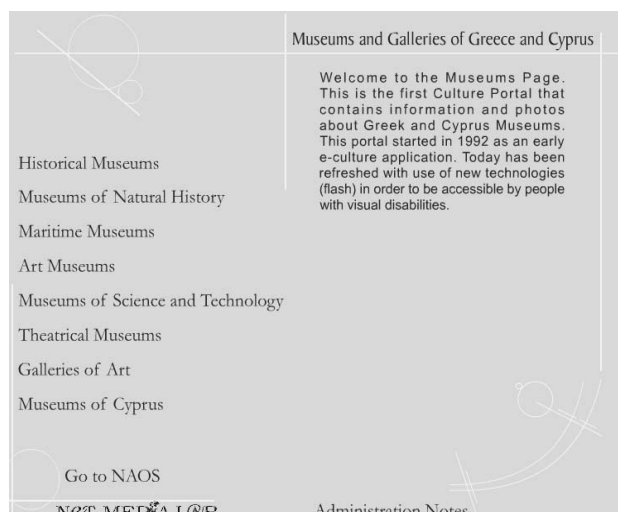 Museums and Galleries of Greece and Cyprus
Welcome to the Museums Page.
This is the first Culture Portal that
contains information and photos
about Greek and Cyprus Museums.
This portal started in 1992 as an early
e-culture application. Today has been
refreshed with use of new technologies
(flash) in order to be accessible by people
with visual disabilities.
Historical Museums
Museums of Natural History
Maritime Museums
Art Museums
Museums of Science and Technology
Theatrical Museums
Galleries of Art
Museums of Cyprus
Go to NAOS
NeT MEDIA L@B
Administration Notes